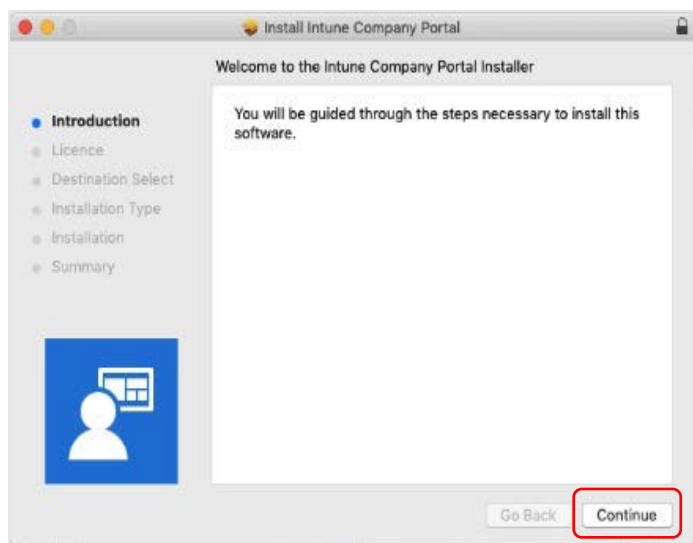 Install Intune Company Portal
Welcome to the Intune Company Portal Installer
Introduction
Licence
Destination Select
Installation Type
Installation
Summary
You will be guided through the steps necessary to install this
software.
Go Back
Continue